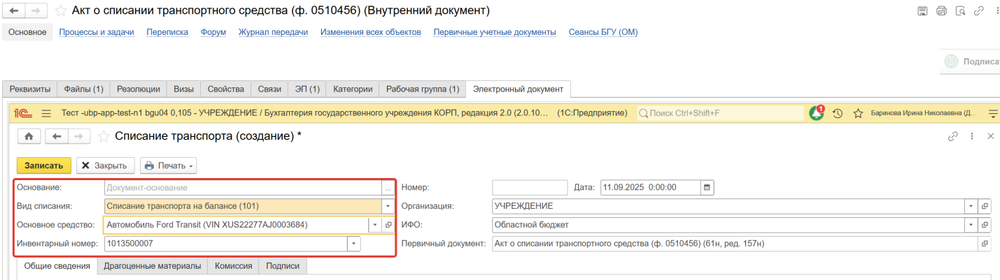 Акт о списании транспортного средства (ф. 0510456) (Внутренний документ)
Основное Процессы и задачи Переписка Форум Журнал передачи Изменения всех объектов Первичные учетные документы Сеансы БГУ (ОМ)
Подписа
Реквизиты Файлы (1) Резолюции Визы Свойства Связи ЭП (1) Категории Рабочая группа (1) Электронный документ
Тест -ubp-app-test-n1 bgu04 0,105 - УЧРЕЖДЕНИЕ / Бухгалтерия государственного учреждения КОРП, редакция 2.0 (2.0.10... (1С:Предприятие) Поиск Ctrl+Shift+F 1 Баринова Ирина Николаевна (Д...
Списание транспорта (создание) *
Записать Закрыть Печать
Основание: Документ-основание ... Номер: Дата: 11.09.2025 0:00:00
Вид списания: Списание транспорта на балансе (101) Организация: УЧРЕЖДЕНИЕ
Основное средство: Автомобиль Ford Transit (VIN XUS22277AJ0003684) ИФО: Областной бюджет
Инвентарный номер: 1013500007 Первичный документ: Акт о списании транспортного средства (ф. 0510456) (61н, ред. 157н)
Общие сведения Драгоценные материалы Комиссия Подписи